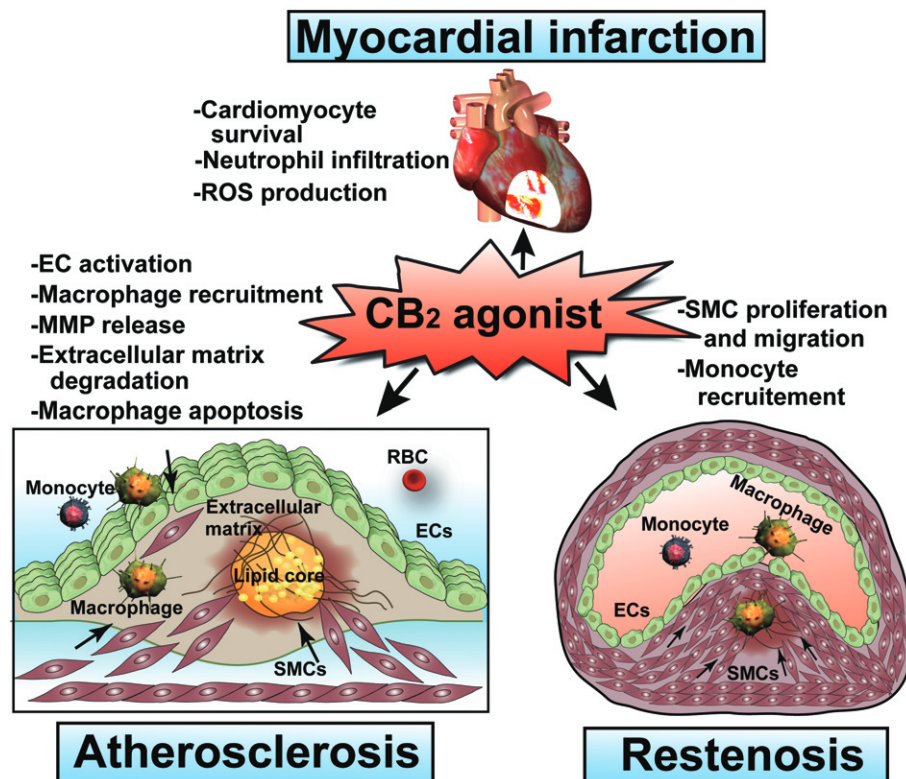 Myocardial infarction
-Cardiomyocyte
survival
-Neutrophil infiltration
-ROS production
-EC activation
-Macrophage recruitment
-MMP release
-Extracellular matrix
degradation
-Macrophage apoptosis
CB₂ agonist
-SMC proliferation
and migration
-Monocyte
recruitement
Monocyte
Extracellular
matrix
RBC
ECs
Lipid core
Macrophage
SMCs
Macrophage
Monocyte
ECs
SMCs
Atherosclerosis
Restenosis